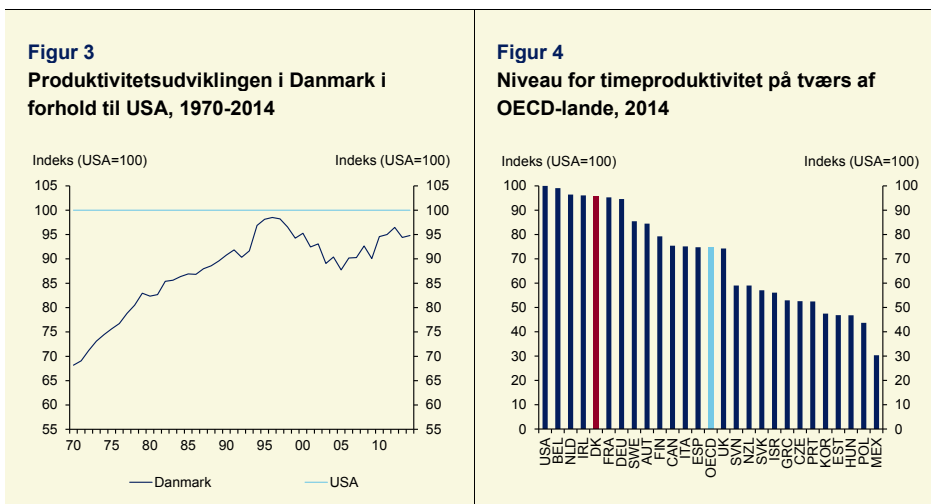 Figur 3
Produktivitetsudviklingen i Danmark i
forhold til USA, 1970-2014
Indeks (USA=100)
Indeks (USA=100)
105
100
95
90
85
80
75
70
65
60
55
105
100
95
90
85
80
75
70
65
60
55
70
75
80
85
90
95
00
05
10
Danmark
USA
Figur 4
Niveau for timeproduktivitet på tværs af
OECD-lande, 2014
Indeks (USA=100)
Indeks (USA=100)
100
90
80
70
60
50
40
30
20
10
0
100
90
80
70
60
50
40
30
20
10
0
USA
BEL
NLD
IRL
DK
FRA
DEU
SWE
AUT
FIN
CAN
ITA
ESP
OECD
UK
SVN
NZL
SVK
ISR
GRC
CZE
PRT
KOR
EST
HUN
POL
MEX